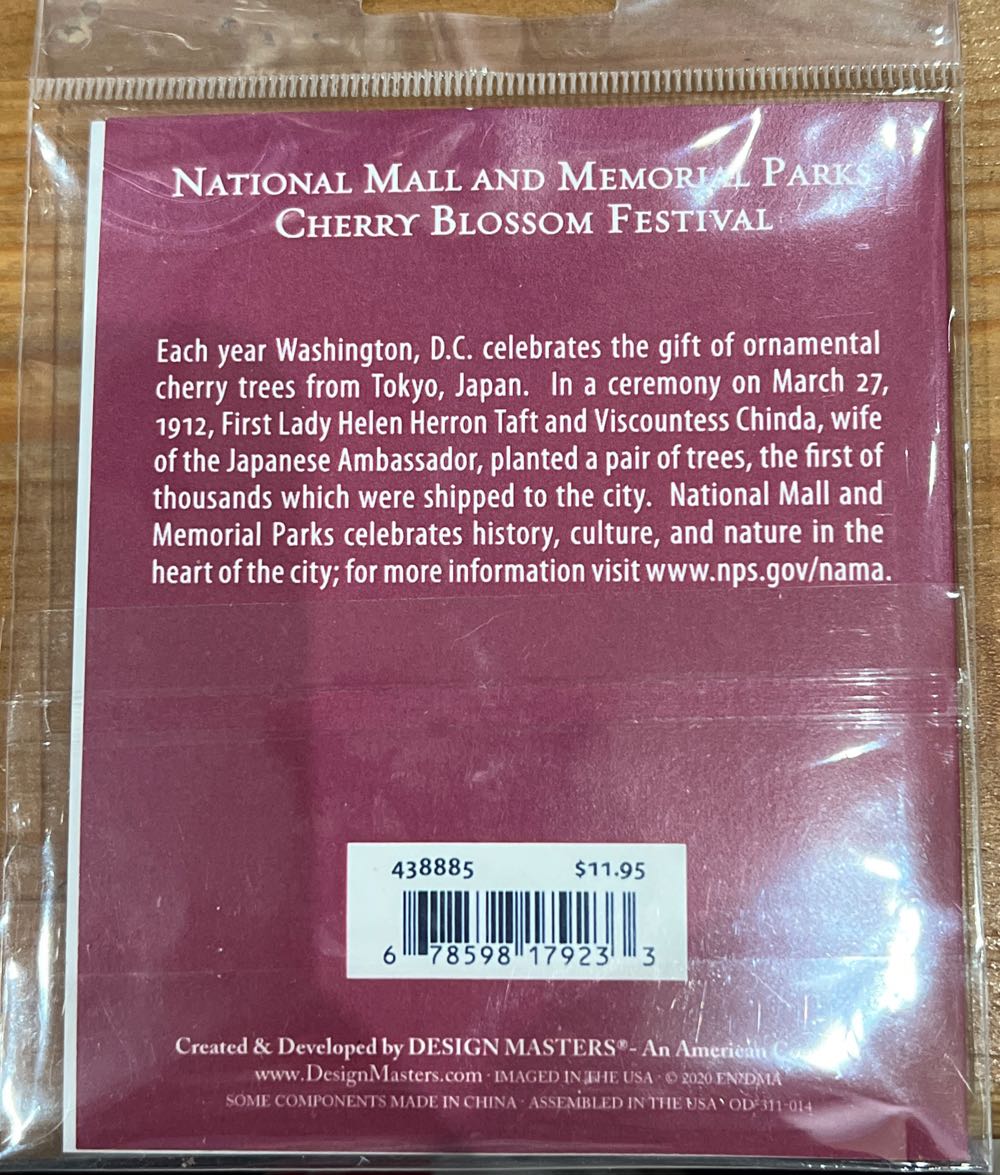 National Mall and Memorial Parks
Cherry Blossom Festival
Each year Washington, D.C. celebrates the gift of ornamental
cherry trees from Tokyo, Japan. In a ceremony on March 27,
1912, First Lady Helen Herron Taft and Viscountess Chinda, wife
of the Japanese Ambassador, planted a pair of trees, the first of
thousands which were shipped to the city. National Mall and
Memorial Parks celebrates history, culture, and nature in the
heart of the city; for more information visit www.nps.gov/nama.
438885 $11.95
6 78598 17923 3
Created & Developed by DESIGN MASTERS® - An American
www.DesignMasters.com · IMAGED IN THE USA · © 2020
SOME COMPONENTS MADE IN CHINA · ASSEMBLED IN THE USA · OD-311-014